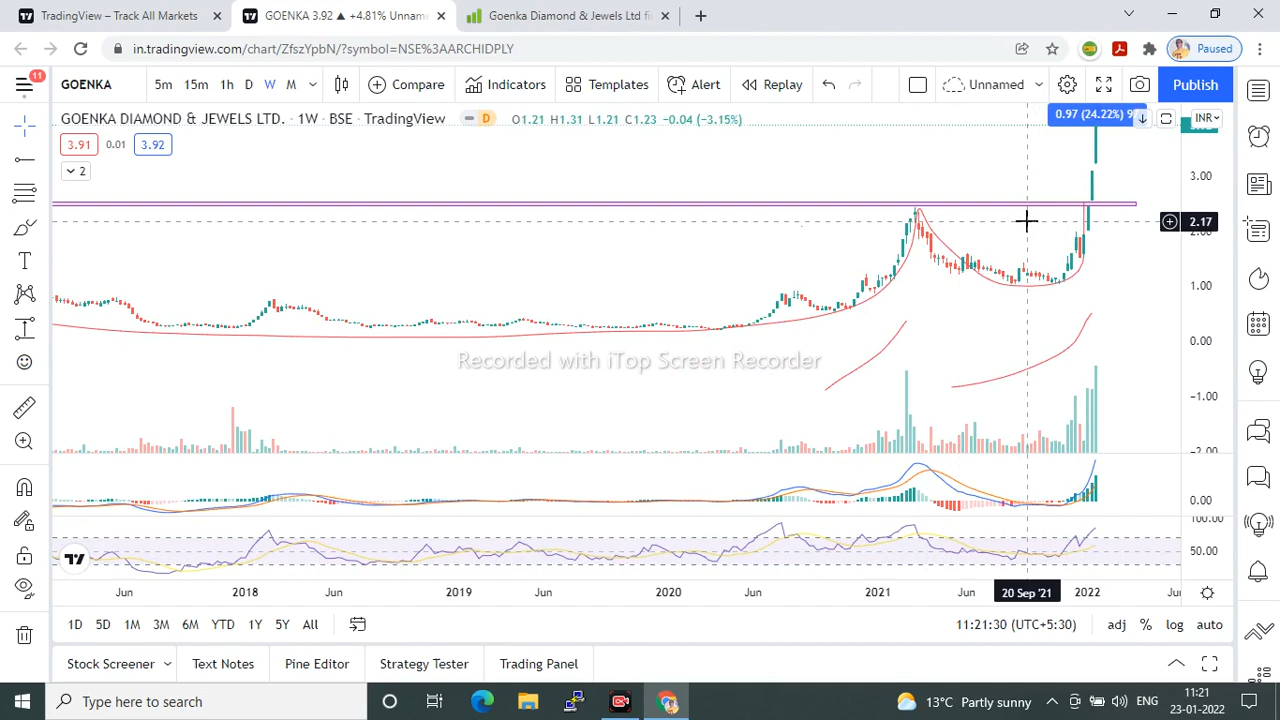 TradingView – Track All Markets
GOENKA 3.92 ▲ +4.81% Unname
Goenka Diamond & Jewels Ltd fin
in.tradingview.com/chart/ZfszYpbN/?symbol=NSE%3AARCHIDPLY
Paused
11
GOENKA
5m 15m 1h D W M
Compare
Indicators
Templates
Alert
Replay
Unnamed
Publish
GOENKA DIAMOND & JEWELS LTD. · 1W · BSE · TradingView
D
O1.21 H1.31 L1.21 C1.23 −0.04 (−3.15%)
0.97 (24.22%) 9
INR
3.91 0.01 3.92
2
3.00
2.17
1.00
0.00
−1.00
Recorded with iTop Screen Recorder
0.00
100.00
50.00
Jun 2018 Jun 2019 Jun 2020 Jun 2021 Jun 20 Sep '21 2022
1D 5D 1M 3M 6M YTD 1Y 5Y All
11:21:30 (UTC+5:30)
adj % log auto
Stock Screener
Text Notes
Pine Editor
Strategy Tester
Trading Panel
Type here to search
13°C Partly sunny
ENG
11:21
23-01-2022